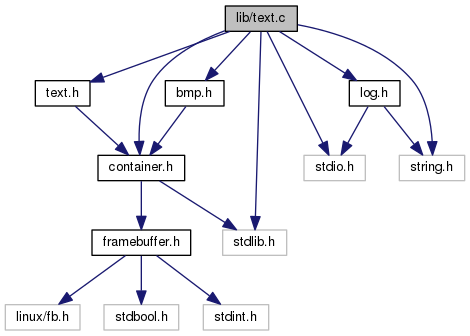 lib/text.c
text.h
bmp.h
log.h
container.h
stdio.h
string.h
framebuffer.h
stdlib.h
linux/fb.h
stdbool.h
stdint.h